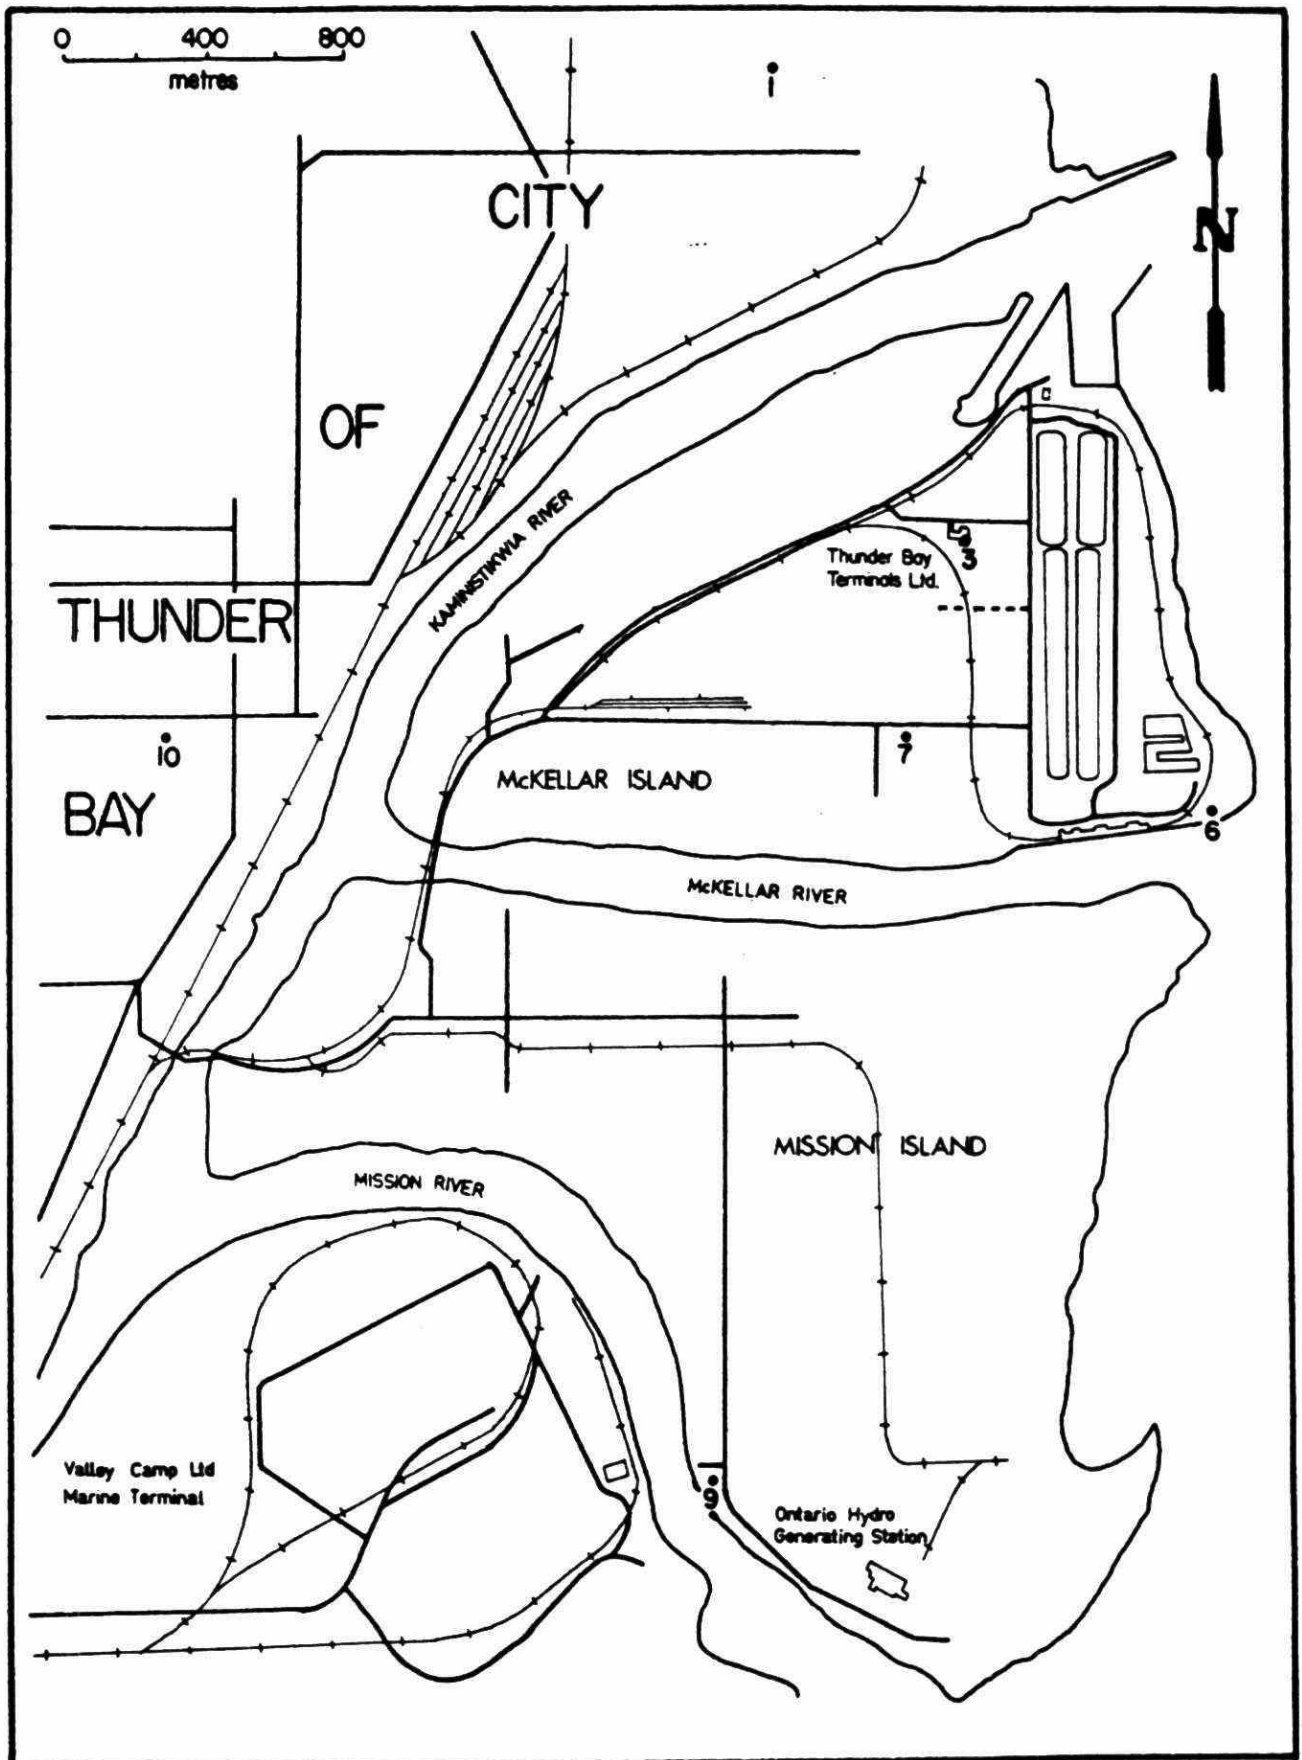 0 400 800
metres
1
N
CITY
OF
KAMINISTIKWIA RIVER
3
Thunder Bay
Terminals Ltd.
THUNDER
10
7
McKELLAR ISLAND
BAY
6
McKELLAR RIVER
MISSION ISLAND
MISSION RIVER
Valley Camp Ltd
Marine Terminal
9
Ontario Hydro
Generating Station